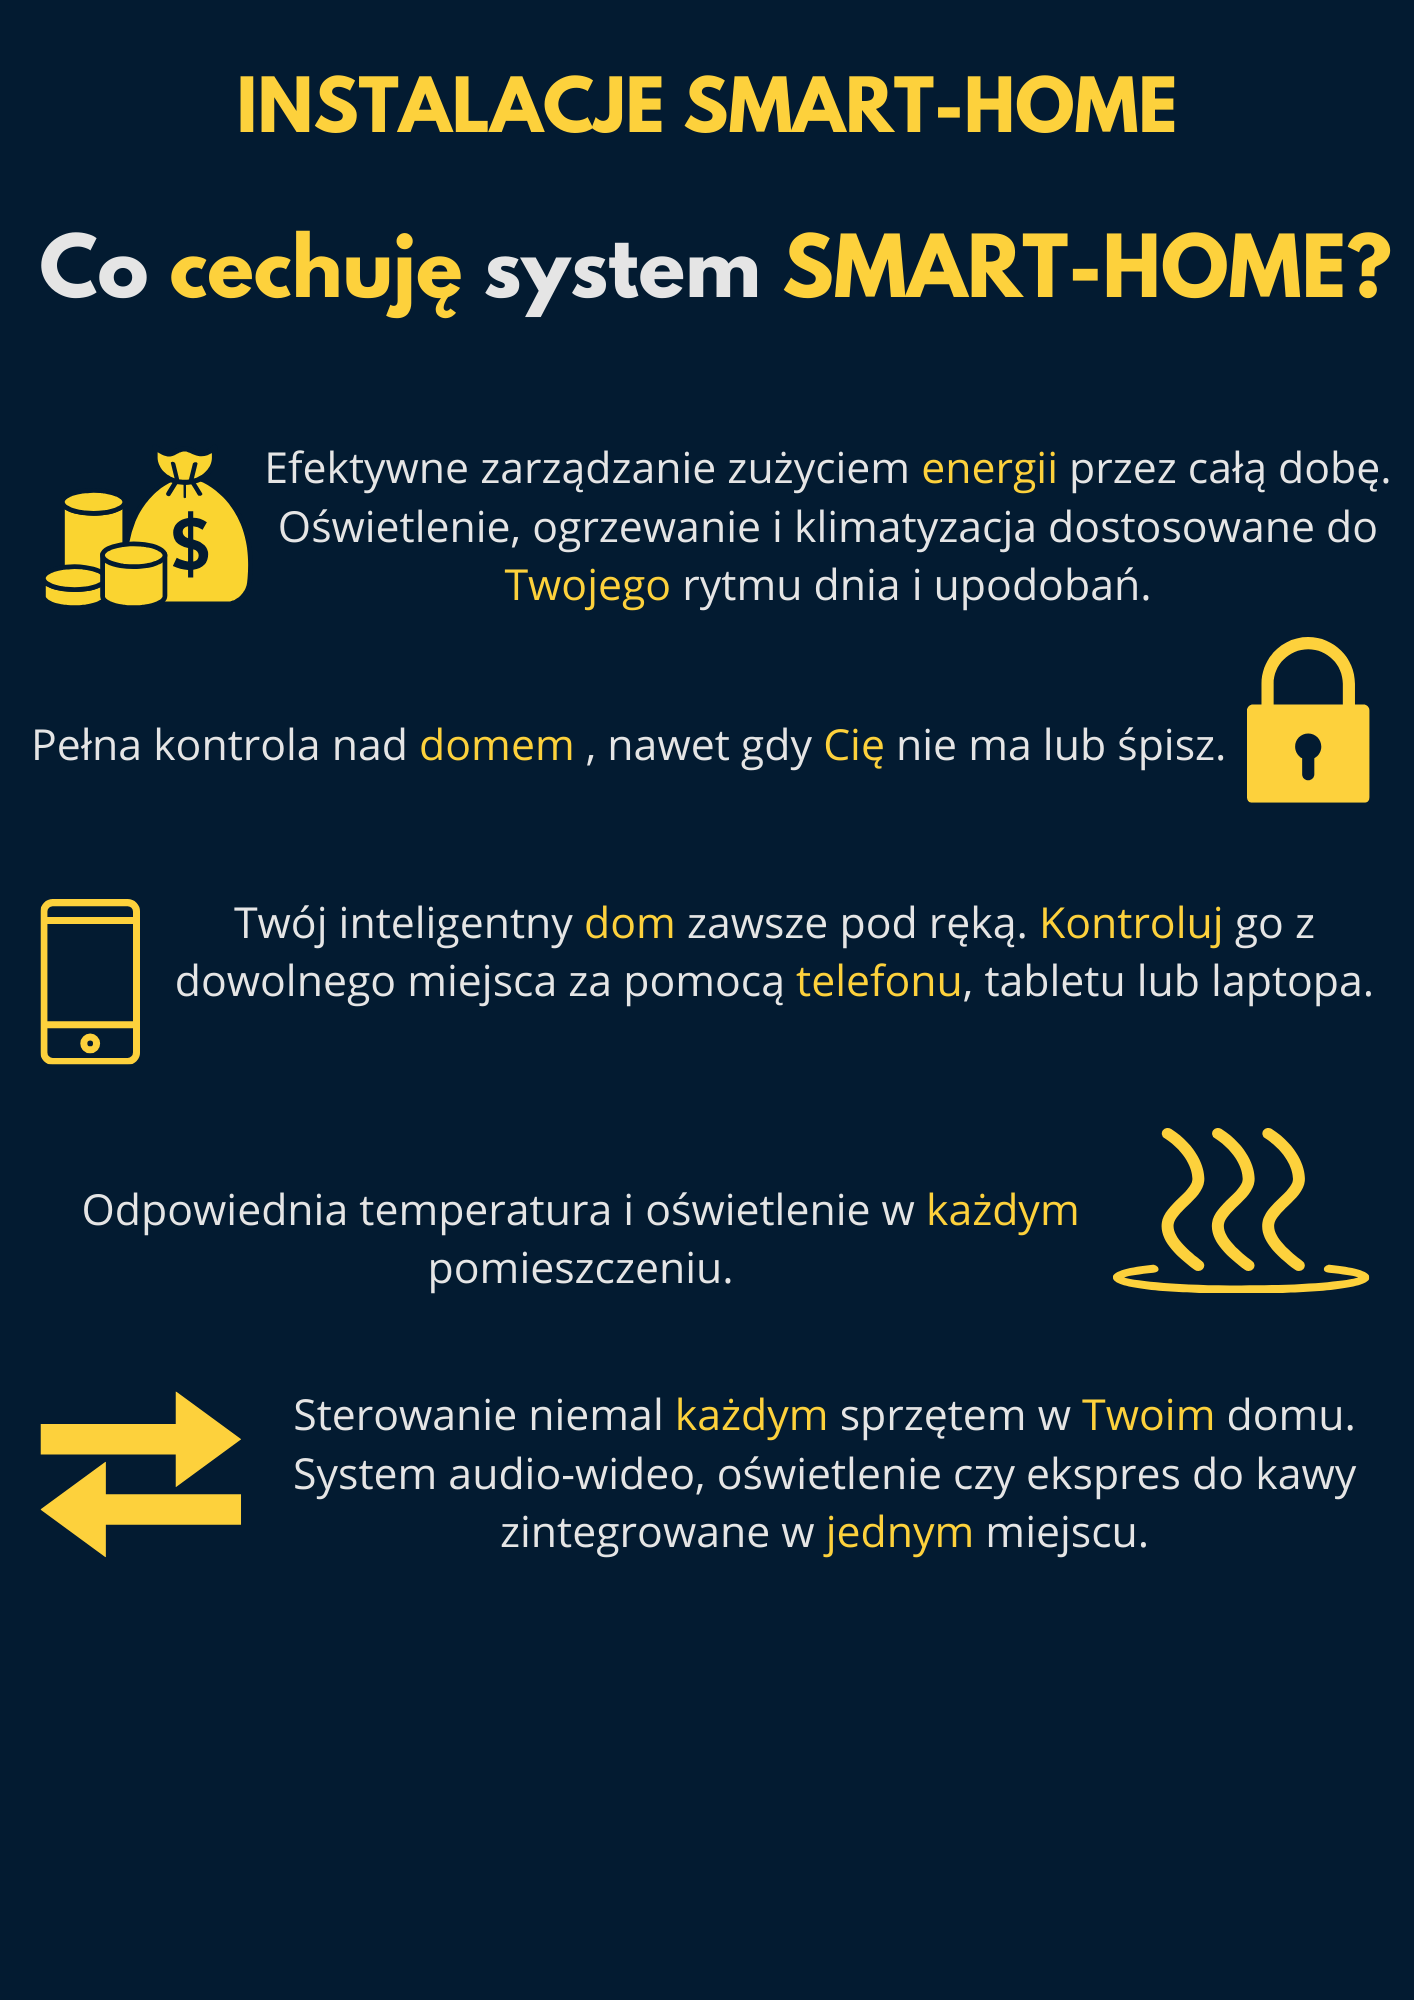 INSTALACJE SMART-HOME
Co cechuję system SMART-HOME?
Efektywne zarządzanie zużyciem energii przez całą dobę.
Oświetlenie, ogrzewanie i klimatyzacja dostosowane do
Twojego rytmu dnia i upodobań.
$
Pełna kontrola nad domem , nawet gdy Cię nie ma lub śpisz.
Twój inteligentny dom zawsze pod ręką. Kontroluj go z
dowolnego miejsca za pomocą telefonu, tabletu lub laptopa.
Odpowiednia temperatura i oświetlenie w każdym
pomieszczeniu.
Sterowanie niemal każdym sprzętem w Twoim domu.
System audio-wideo, oświetlenie czy ekspres do kawy
zintegrowane w jednym miejscu.